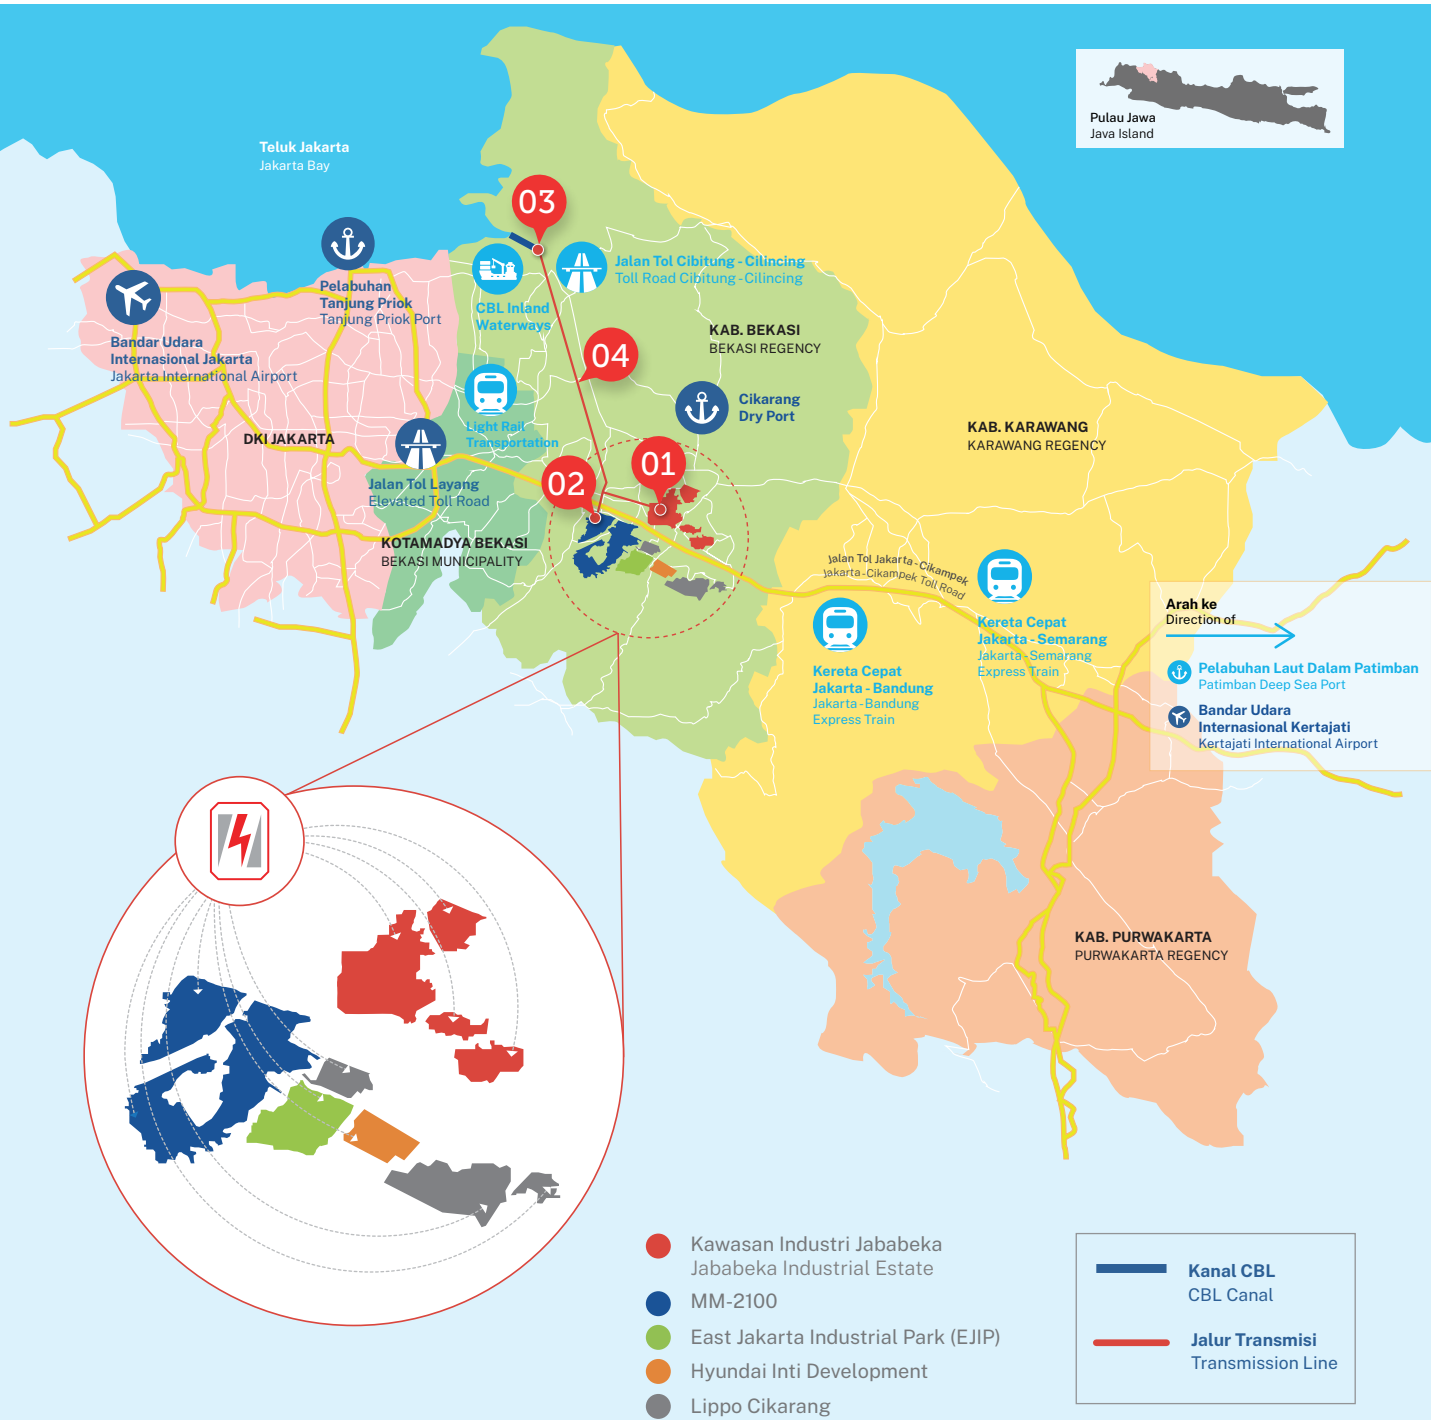 Pulau Jawa
Java Island
Teluk Jakarta
Jakarta Bay
03
Jalan Tol Cibitung - Cilincing
Toll Road Cibitung - Cilincing
Pelabuhan
Tanjung Priok
Tanjung Priok Port
CBL Inland
Waterways
Bandar Udara
Internasional Jakarta
Jakarta International Airport
KAB. BEKASI
BEKASI REGENCY
04
Cikarang
Dry Port
Light Rail
Transportation
DKI JAKARTA
KAB. KARAWANG
KARAWANG REGENCY
01
02
Jalan Tol Layang
Elevated Toll Road
KOTAMADYA BEKASI
BEKASI MUNICIPALITY
Jalan Tol Jakarta - Cikampek
Jakarta - Cikampek Toll Road
Kereta Cepat
Jakarta - Semarang
Jakarta - Semarang
Express Train
Kereta Cepat
Jakarta - Bandung
Jakarta - Bandung
Express Train
Arah ke
Direction of
Pelabuhan Laut Dalam Patimban
Patimban Deep Sea Port
Bandar Udara
Internasional Kertajati
Kertajati International Airport
KAB. PURWAKARTA
PURWAKARTA REGENCY
Kawasan Industri Jababeka
Jababeka Industrial Estate
MM-2100
East Jakarta Industrial Park (EJIP)
Hyundai Inti Development
Lippo Cikarang
Kanal CBL
CBL Canal
Jalur Transmisi
Transmission Line